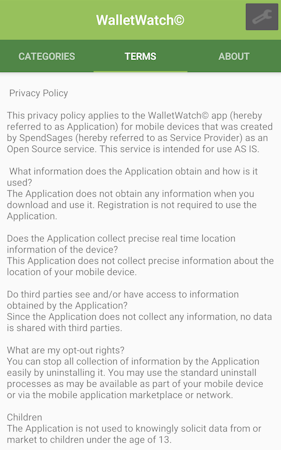 WalletWatch©
CATEGORIES TERMS ABOUT
Privacy Policy
This privacy policy applies to the WalletWatch© app (hereby
referred to as Application) for mobile devices that was created
by SpendSages (hereby referred to as Service Provider) as an
Open Source service. This service is intended for use AS IS.
What information does the Application obtain and how is it
used?
The Application does not obtain any information when you
download and use it. Registration is not required to use the
Application.
Does the Application collect precise real time location
information of the device?
This Application does not collect precise information about the
location of your mobile device.
Do third parties see and/or have access to information
obtained by the Application?
Since the Application does not collect any information, no data
is shared with third parties.
What are my opt-out rights?
You can stop all collection of information by the Application
easily by uninstalling it. You may use the standard uninstall
processes as may be available as part of your mobile device
or via the mobile application marketplace or network.
Children
The Application is not used to knowingly solicit data from or
market to children under the age of 13.